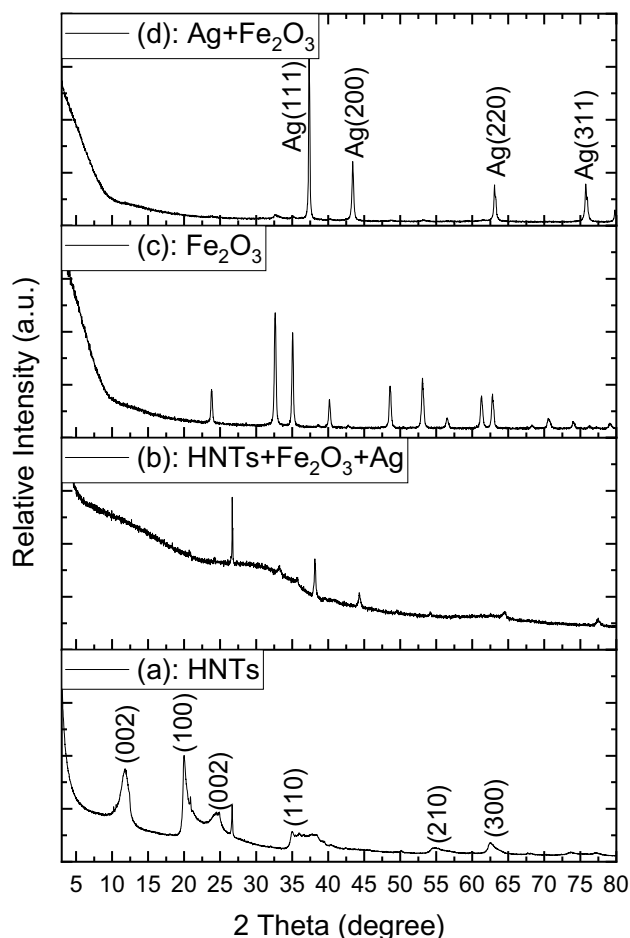 (d): Ag+Fe₂O₃
Ag(111)
Ag(200)
Ag(220)
Ag(311)
(c): Fe₂O₃
(b): HNTs+Fe₂O₃+Ag
(a): HNTs
(002)
(100)
(002)
(110)
(210)
(300)
Relative Intensity (a.u.)
5 10 15 20 25 30 35 40 45 50 55 60 65 70 75 80
2 Theta (degree)